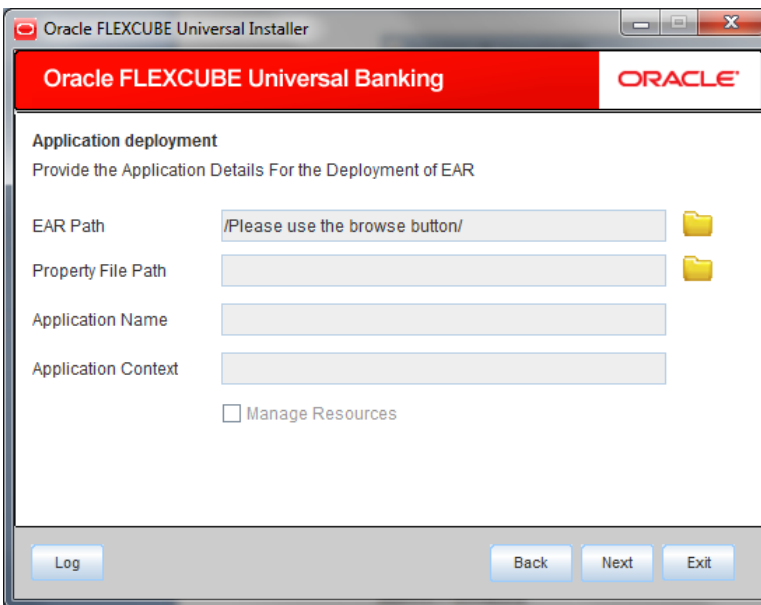 Oracle FLEXCUBE Universal Installer
Oracle FLEXCUBE Universal Banking
ORACLE®
Application deployment
Provide the Application Details For the Deployment of EAR
EAR Path /Please use the browse button/
Property File Path
Application Name
Application Context
Manage Resources
Log Back Next Exit